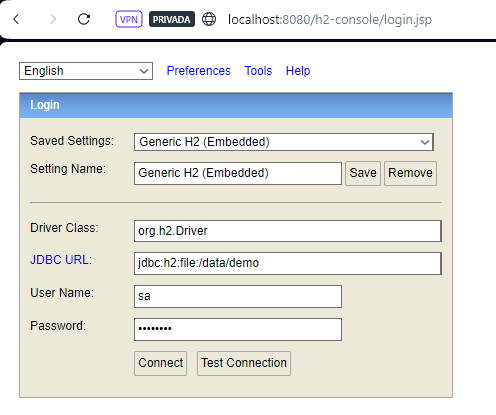 VPN PRIVADA localhost:8080/h2-console/login.jsp
English Preferences Tools Help
Login
Saved Settings: Generic H2 (Embedded)
Setting Name: Generic H2 (Embedded) Save Remove
Driver Class: org.h2.Driver
JDBC URL: jdbc:h2:file:/data/demo
User Name: sa
Password: ••••••••
Connect Test Connection